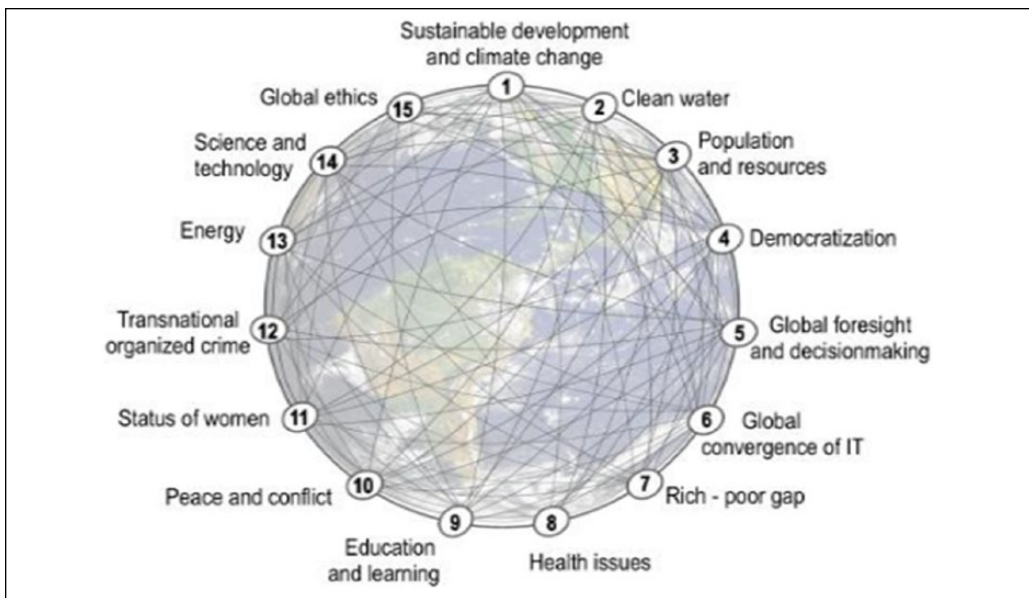 Sustainable development
and climate change
1
2
Clean water
3
Population
and resources
4
Democratization
5
Global foresight
and decisionmaking
6
Global
convergence of IT
7
Rich - poor gap
8
Health issues
9
Education
and learning
10
Peace and conflict
11
Status of women
12
Transnational
organized crime
13
Energy
14
Science and
technology
15
Global ethics